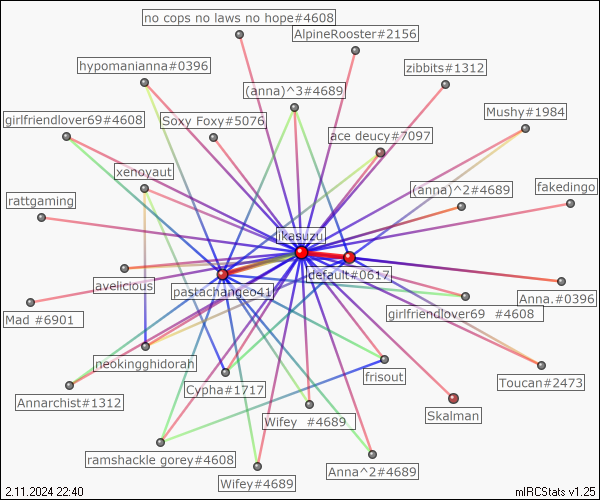 no cops no laws no hope#4608
AlpineRooster#2156
hypomanianna#0396
zibbits#1312
(anna)^3#4689
Mushy#1984
girlfriendlover69#4608
Soxy Foxy#5076
ace deucy#7097
xenoyaut
(anna)^2#4689
fakedingo
rattgaming
ikasuzu
default#0617
avelicious
pastachangeo41
Anna.#0396
girlfriendlover69 #4608
Mad #6901
neokingghidorah
frisout
Toucan#2473
Cypha#1717
Annarchist#1312
Wifey #4689
Skalman
ramshackle gorey#4608
Anna^2#4689
Wifey#4689
2.11.2024 22:40
mIRCStats v1.25